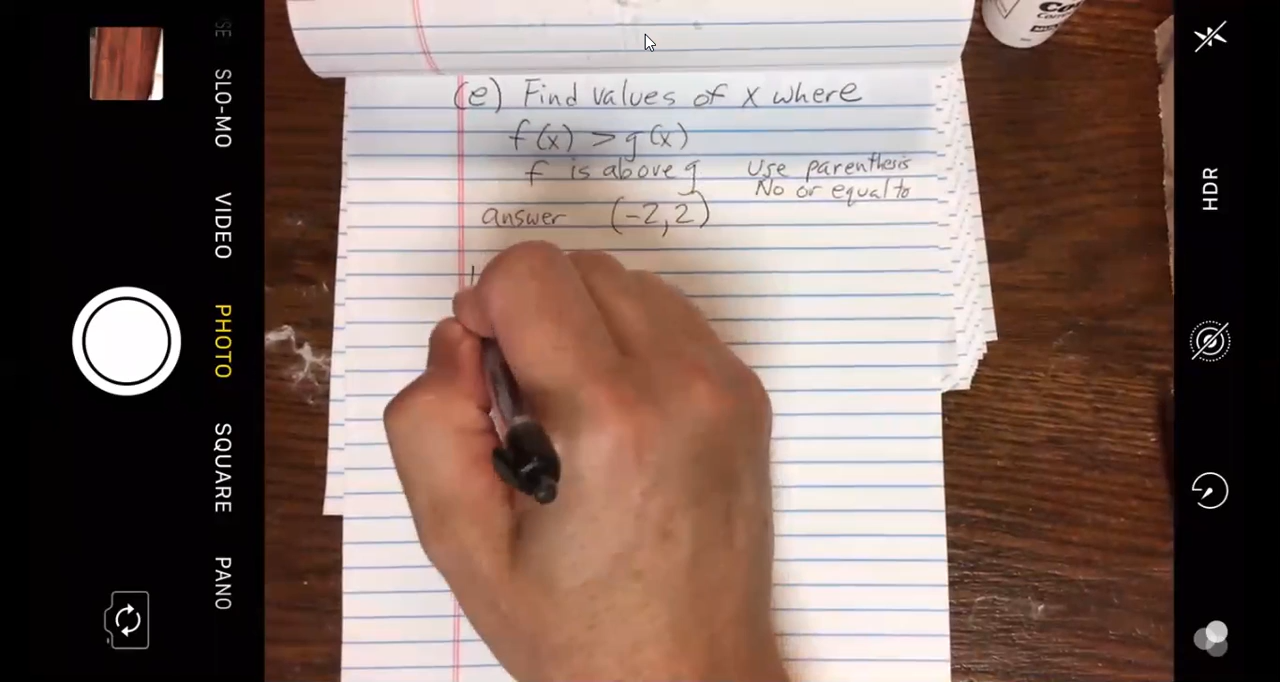 (e) Find values of x where
f(x) > g(x)
f is above g
Use parenthesis
No or equal to
answer (-2, 2)
SLO-MO
VIDEO
PHOTO
SQUARE
PANO
HDR